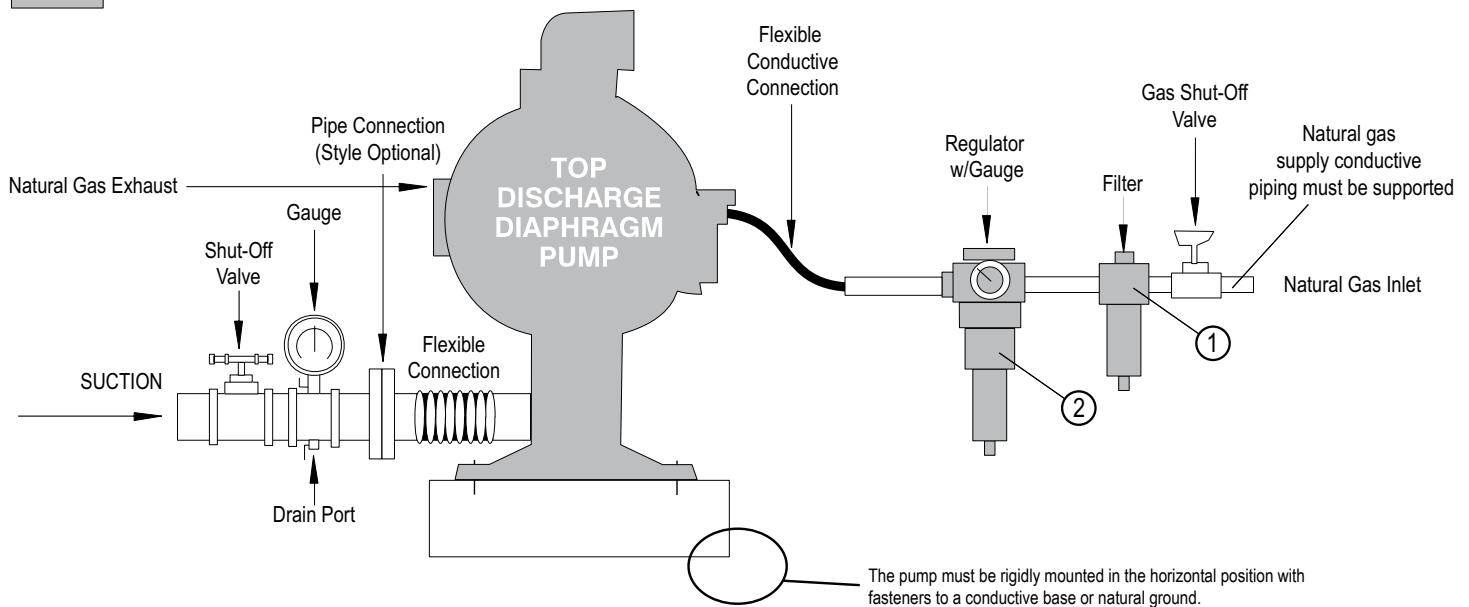 Flexible
Conductive
Connection
Gas Shut-Off
Valve
Pipe Connection
(Style Optional)
Natural gas
supply conductive
piping must be supported
Regulator
w/Gauge
Filter
TOP
DISCHARGE
DIAPHRAGM
PUMP
Natural Gas Exhaust
Gauge
Shut-Off
Valve
Natural Gas Inlet
1
Flexible
Connection
SUCTION
2
Drain Port
The pump must be rigidly mounted in the horizontal position with
fasteners to a conductive base or natural ground.